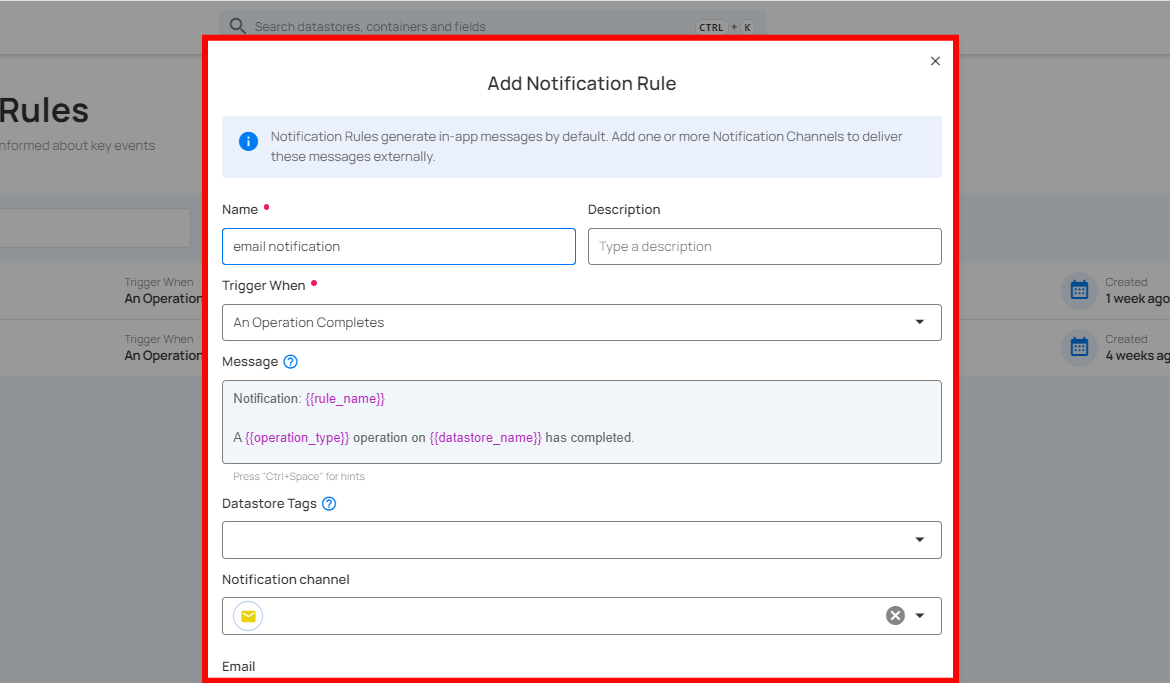 Search datastores, containers and fields CTRL + K
Rules
nformed about key events
Add Notification Rule
Notification Rules generate in-app messages by default. Add one or more Notification Channels to deliver
these messages externally.
Name
Description
email notification
Type a description
Trigger When
An Operation Completes
Message
Notification: {{rule_name}}
A {{operation_type}} operation on {{datastore_name}} has completed.
Press "Ctrl+Space" for hints
Datastore Tags
Notification channel
Email
Trigger When
An Operation
Created
1 week ago
Trigger When
An Operation
Created
4 weeks ag